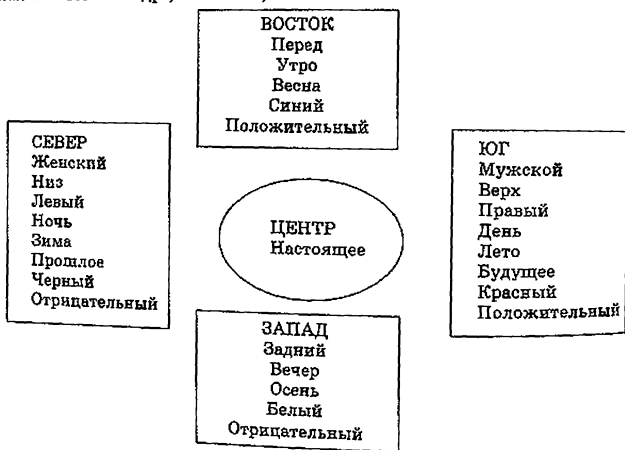 ВОСТОК
Перед
Утро
Весна
Синий
Положительный
СЕВЕР
Женский
Низ
Левый
Ночь
Зима
Прошлое
Черный
Отрицательный
ЦЕНТР
Настоящее
ЮГ
Мужской
Верх
Правый
День
Лето
Будущее
Красный
Положительный
ЗАПАД
Задний
Вечер
Осень
Белый
Отрицательный